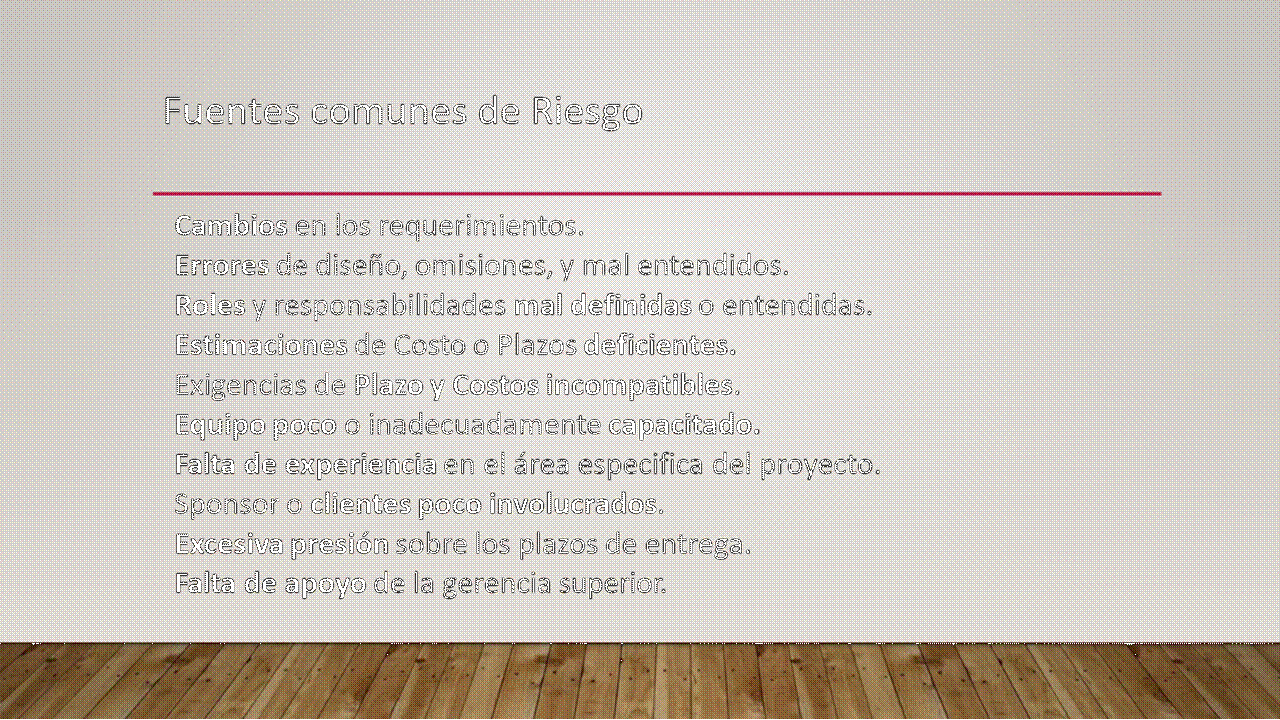 Fuentes comunes de Riesgo
Cambios en los requerimientos.
Errores de diseño, omisiones, y mal entendidos.
Roles y responsabilidades mal definidas o entendidas.
Estimaciones de Costo o Plazos deficientes.
Exigencias de Plazo y Costos incompatibles.
Equipo poco o inadecuadamente capacitado.
Falta de experiencia en el área especifica del proyecto.
Sponsor o clientes poco involucrados.
Excesiva presión sobre los plazos de entrega.
Falta de apoyo de la gerencia superior.